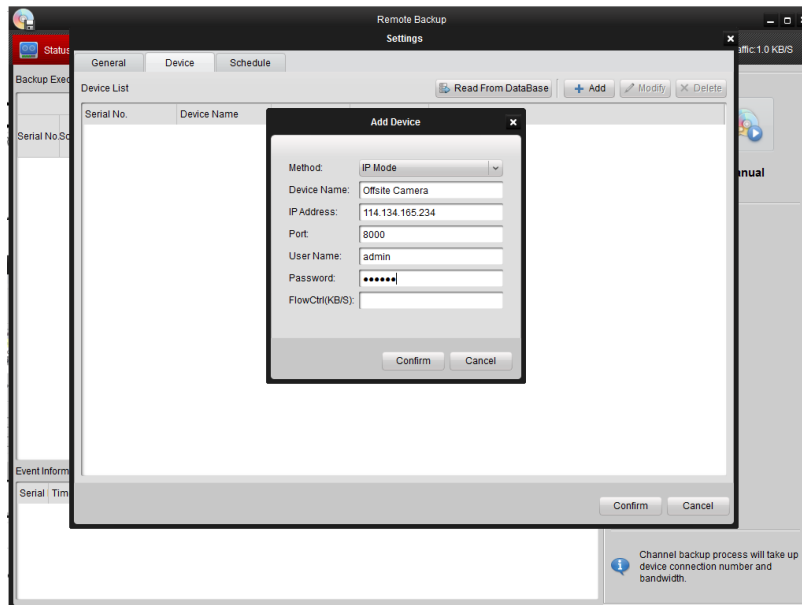 Remote Backup
Settings
Status
affic:1.0 KB/S
General Device Schedule
Backup Exec
Device List Read From DataBase Add Modify Delete
Serial No. Device Name
Serial No.
Add Device
Method: IP Mode
Device Name: Offsite Camera
IP Address: 114.134.165.234
Port: 8000
User Name: admin
Password: ●●●●●●
FlowCtrl(KB/S):
Confirm Cancel
nual
Event Inform
Serial Tim
Confirm Cancel
Channel backup process will take up
device connection number and
bandwidth.